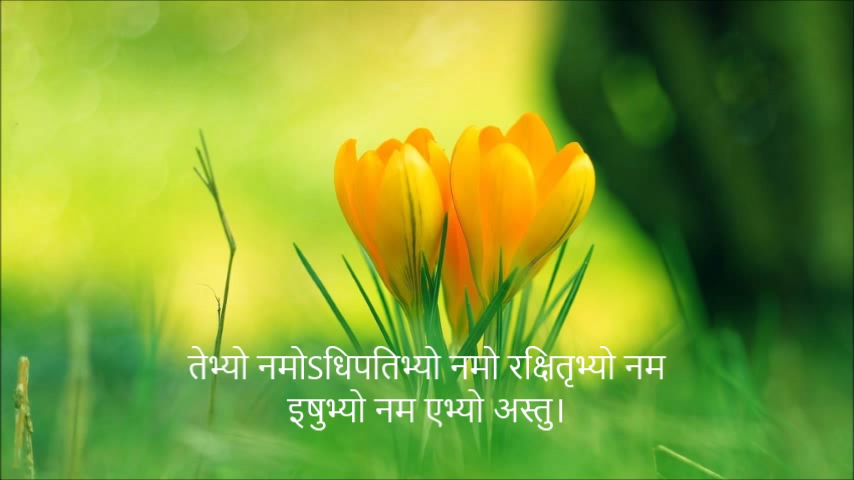 तेभ्यो नमोऽधिपतिभ्यो नमो रक्षितृभ्यो नम
इषुभ्यो नम एभ्यो अस्तु।